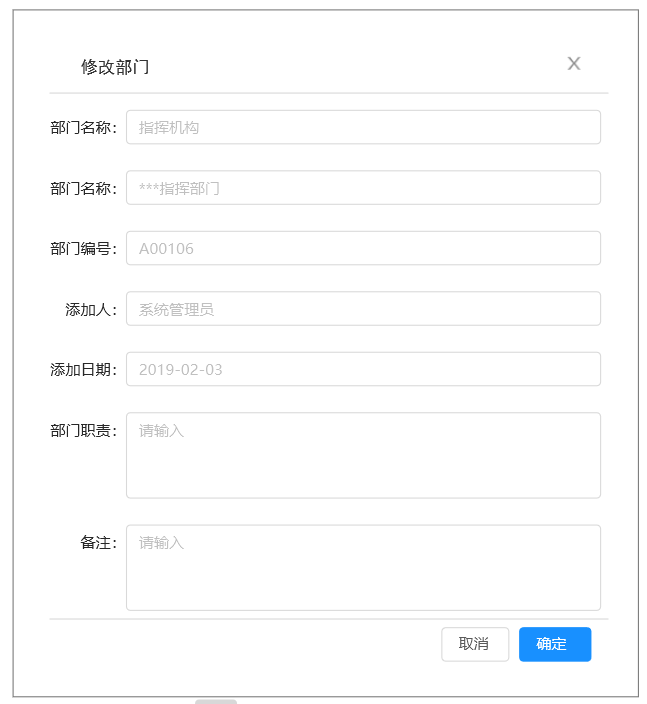 修改部门 X
部门名称： 指挥机构
部门名称： ***指挥部门
部门编号： A00106
添加人： 系统管理员
添加日期： 2019-02-03
部门职责： 请输入
备注： 请输入
取消 确定